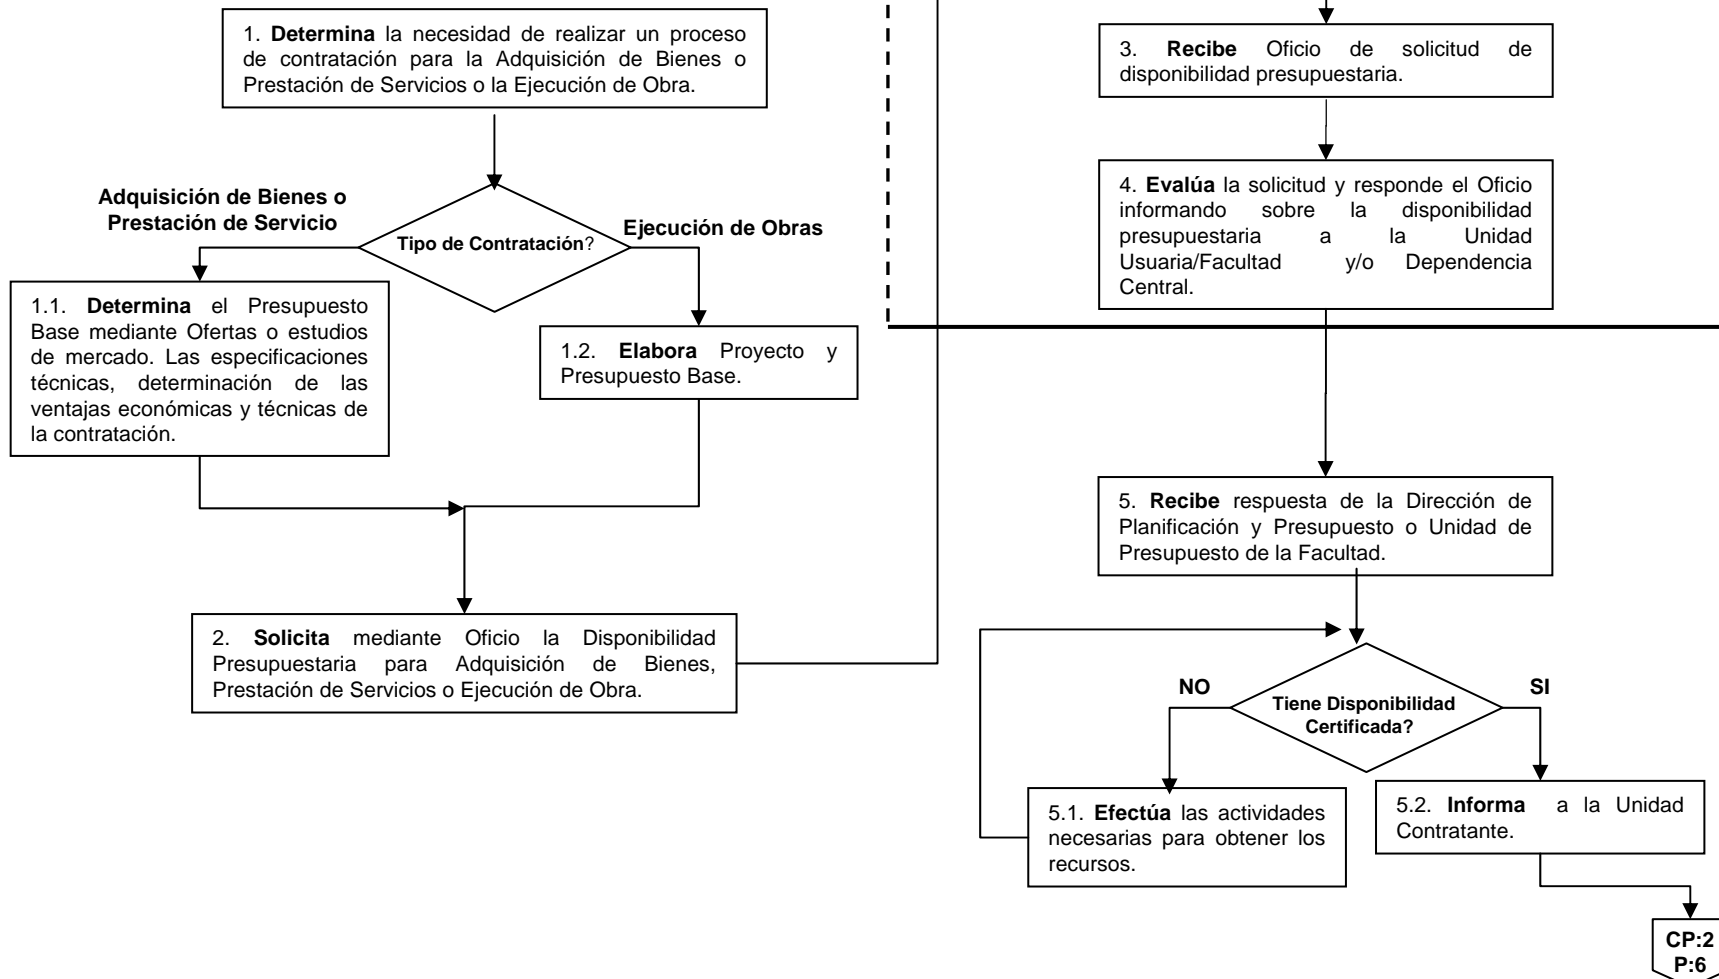 1. Determina la necesidad de realizar un proceso
de contratación para la Adquisición de Bienes o
Prestación de Servicios o la Ejecución de Obra.
Adquisición de Bienes o
Prestación de Servicio
Tipo de Contratación?
Ejecución de Obras
1.1. Determina el Presupuesto
Base mediante Ofertas o estudios
de mercado. Las especificaciones
técnicas, determinación de las
ventajas económicas y técnicas de
la contratación.
1.2. Elabora Proyecto y
Presupuesto Base.
2. Solicita mediante Oficio la Disponibilidad
Presupuestaria para Adquisición de Bienes,
Prestación de Servicios o Ejecución de Obra.
3. Recibe Oficio de solicitud de
disponibilidad presupuestaria.
4. Evalúa la solicitud y responde el Oficio
informando sobre la disponibilidad
presupuestaria a la Unidad
Usuaria/Facultad y/o Dependencia
Central.
5. Recibe respuesta de la Dirección de
Planificación y Presupuesto o Unidad de
Presupuesto de la Facultad.
NO
Tiene Disponibilidad
Certificada?
SI
5.1. Efectúa las actividades
necesarias para obtener los
recursos.
5.2. Informa a la Unidad
Contratante.
CP:2
P:6